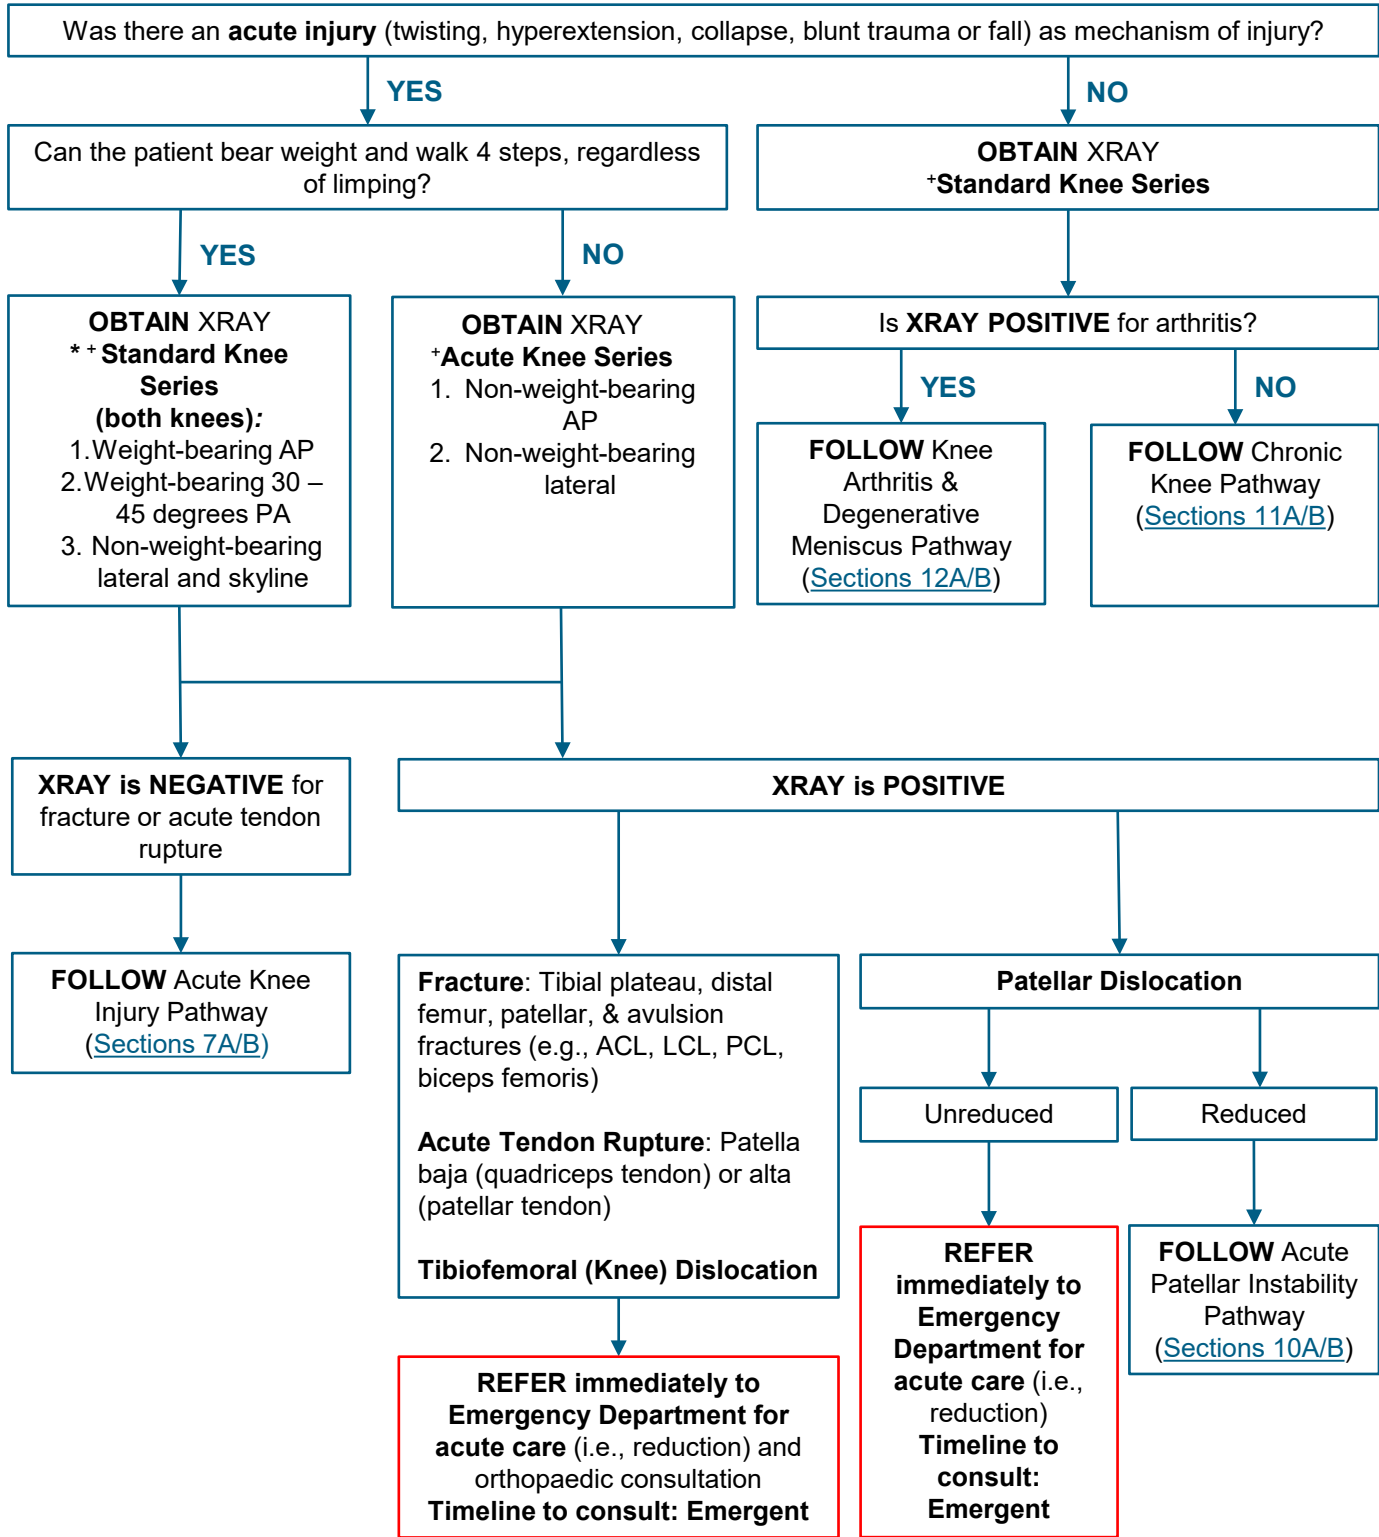 Was there an acute injury (twisting, hyperextension, collapse, blunt trauma or fall) as mechanism of injury?
YES
NO
Can the patient bear weight and walk 4 steps, regardless
of limping?
OBTAIN XRAY
+Standard Knee Series
YES
NO
OBTAIN XRAY
* + Standard Knee
Series
(both knees):
1.Weight-bearing AP
2.Weight-bearing 30 –
45 degrees PA
3. Non-weight-bearing
lateral and skyline
OBTAIN XRAY
+Acute Knee Series
1. Non-weight-bearing
AP
2. Non-weight-bearing
lateral
Is XRAY POSITIVE for arthritis?
YES
NO
FOLLOW Knee
Arthritis &
Degenerative
Meniscus Pathway
(Sections 12A/B)
FOLLOW Chronic
Knee Pathway
(Sections 11A/B)
XRAY is NEGATIVE for
fracture or acute tendon
rupture
XRAY is POSITIVE
FOLLOW Acute Knee
Injury Pathway
(Sections 7A/B)
Fracture: Tibial plateau, distal
femur, patellar, & avulsion
fractures (e.g., ACL, LCL, PCL,
biceps femoris)
Acute Tendon Rupture: Patella
baja (quadriceps tendon) or alta
(patellar tendon)
Tibiofemoral (Knee) Dislocation
Patellar Dislocation
Unreduced
Reduced
REFER immediately to
Emergency Department for
acute care (i.e., reduction) and
orthopaedic consultation
Timeline to consult: Emergent
REFER
immediately to
Emergency
Department for
acute care (i.e.,
reduction)
Timeline to
consult:
Emergent
FOLLOW Acute
Patellar Instability
Pathway
(Sections 10A/B)